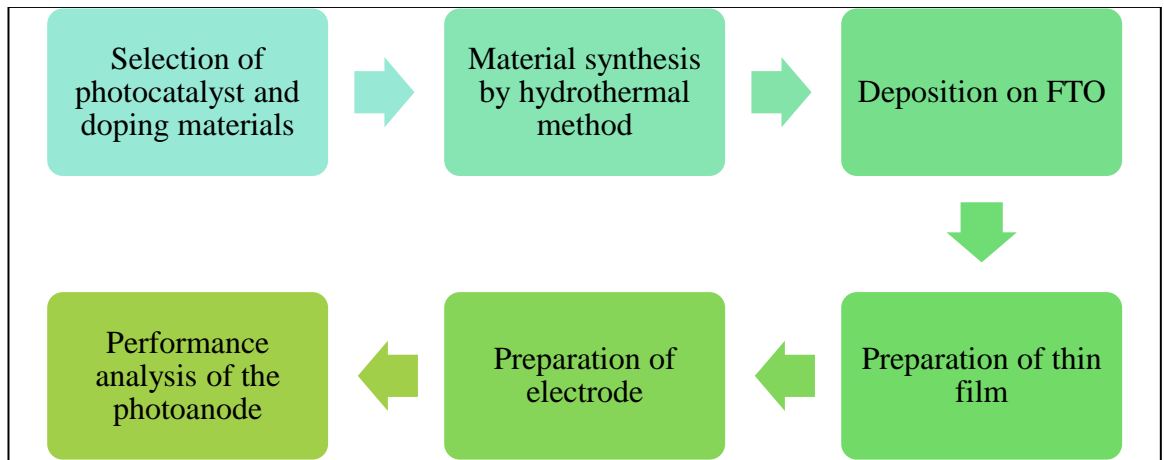 Selection of
photocatalyst and
doping materials
Material synthesis
by hydrothermal
method
Deposition on FTO
Preparation of thin
film
Preparation of
electrode
Performance
analysis of the
photoanode